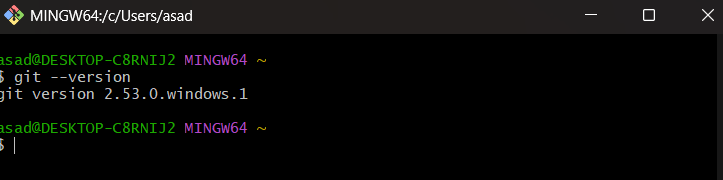 MINGW64:/c/Users/asad
asad@DESKTOP-C8RNIJ2 MINGW64 ~
$ git --version
git version 2.53.0.windows.1
asad@DESKTOP-C8RNIJ2 MINGW64 ~
$